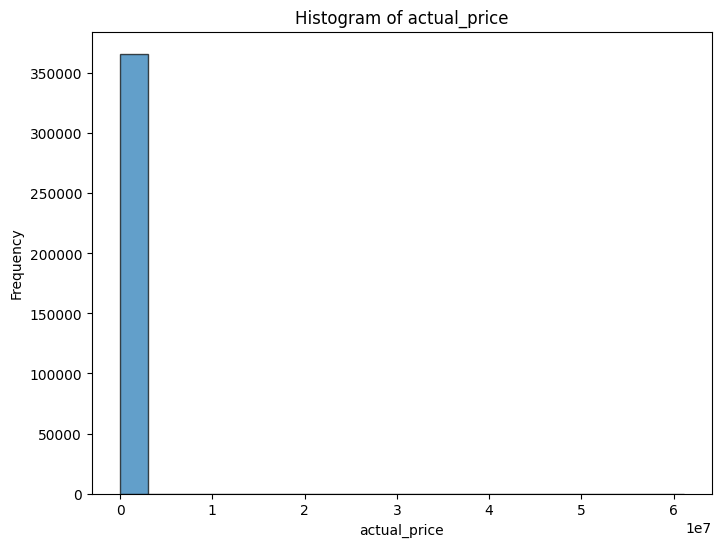 Histogram of actual_price
Frequency
350000
300000
250000
200000
150000
100000
50000
0
0 1 2 3 4 5 6
1e7
actual_price